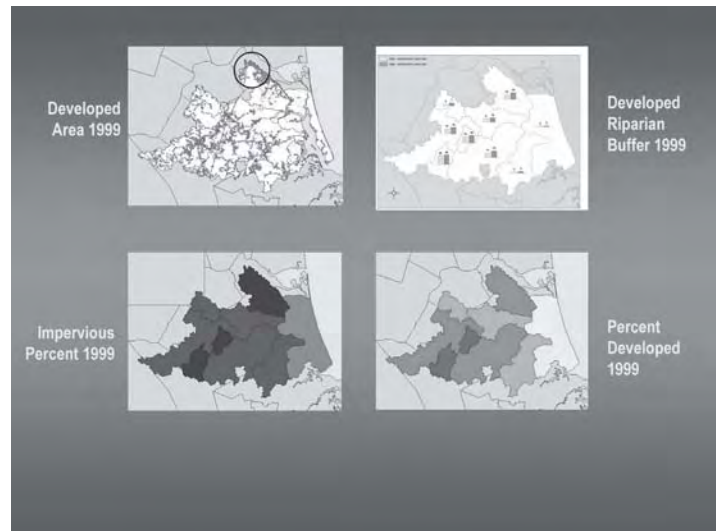 Developed
Area 1999
Developed
Riparian
Buffer 1999
Impervious
Percent 1999
Percent
Developed
1999